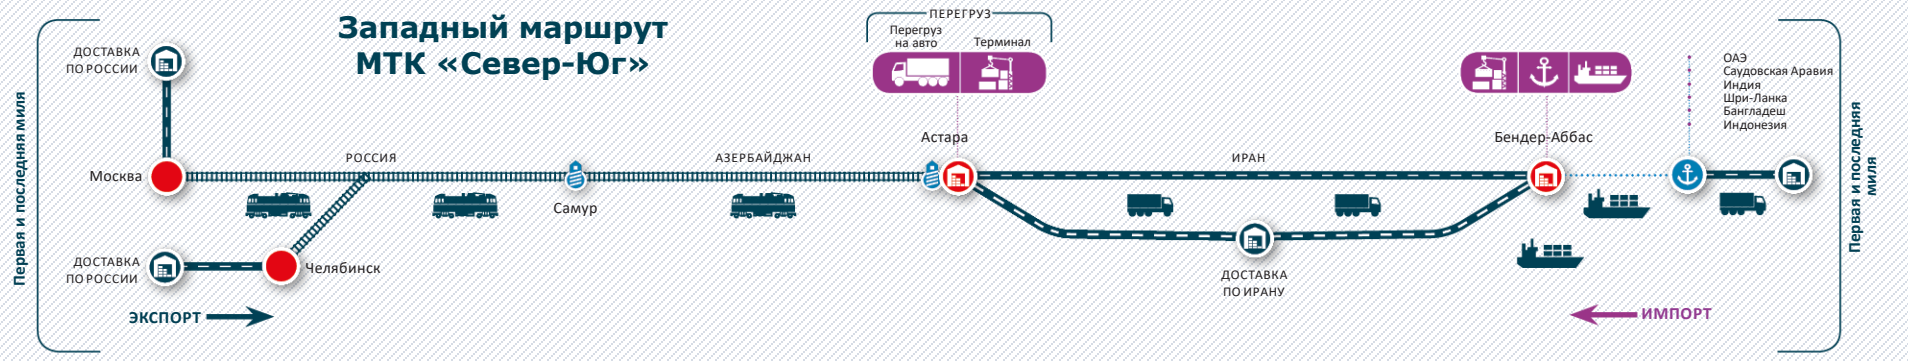 Западный маршрут
МТК «Север-Юг»
ПЕРЕГРУЗ
Перегруз
на авто
Терминал
ДОСТАВКА
ПО РОССИИ
ОАЭ
Саудовская Аравия
Индия
Шри-Ланка
Бангладеш
Индонезия
Первая и последняя миля
Астара
Бендер-Аббас
Москва
РОССИЯ
АЗЕРБАЙДЖАН
ИРАН
Самур
Первая и последняя
миля
ДОСТАВКА
ПО РОССИИ
Челябинск
ДОСТАВКА
ПО ИРАНУ
ЭКСПОРТ
ИМПОРТ